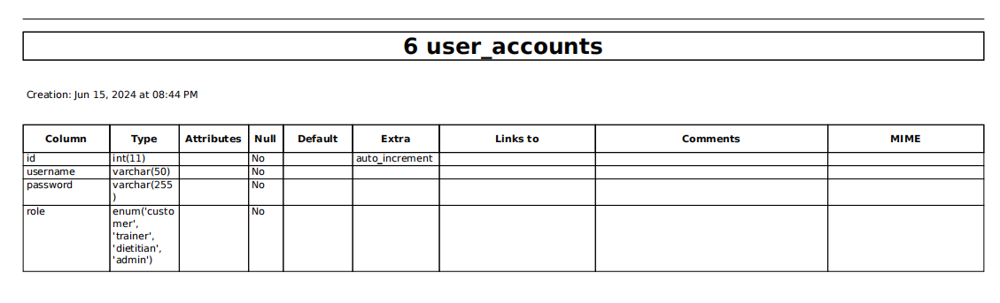 6 user_accounts
Creation: Jun 15, 2024 at 08:44 PM
Column Type Attributes Null Default Extra Links to Comments MIME
id int(11) No auto_increment
username varchar(50) No
password varchar(255 No
)
role enum('custo No
mer',
'trainer',
'dietitian',
'admin')